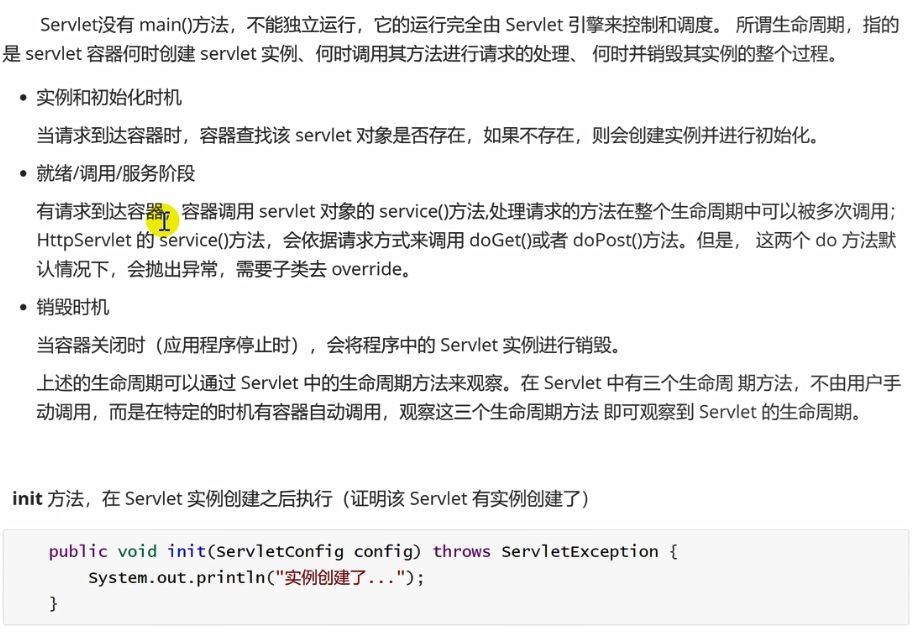 Servlet没有 main()方法，不能独立运行，它的运行完全由 Servlet 引擎来控制和调度。 所谓生命周期，指的
是 servlet 容器何时创建 servlet 实例、何时调用其方法进行请求的处理、 何时并销毁其实例的整个过程。
• 实例和初始化时机
当请求到达容器时，容器查找该 servlet 对象是否存在，如果不存在，则会创建实例并进行初始化。
• 就绪/调用/服务阶段
有请求到达容器，容器调用 servlet 对象的 service()方法,处理请求的方法在整个生命周期中可以被多次调用；
HttpServlet 的 service()方法，会依据请求方式来调用 doGet()或者 doPost()方法。但是， 这两个 do 方法默
认情况下，会抛出异常，需要子类去 override。
• 销毁时机
当容器关闭时（应用程序停止时），会将程序中的 Servlet 实例进行销毁。
上述的生命周期可以通过 Servlet 中的生命周期方法来观察。在 Servlet 中有三个生命周 期方法，不由用户手
动调用，而是在特定的时机有容器自动调用，观察这三个生命周期方法 即可观察到 Servlet 的生命周期。
init 方法，在 Servlet 实例创建之后执行（证明该 Servlet 有实例创建了）
public void init(ServletConfig config) throws ServletException {
System.out.println("实例创建了...");
}